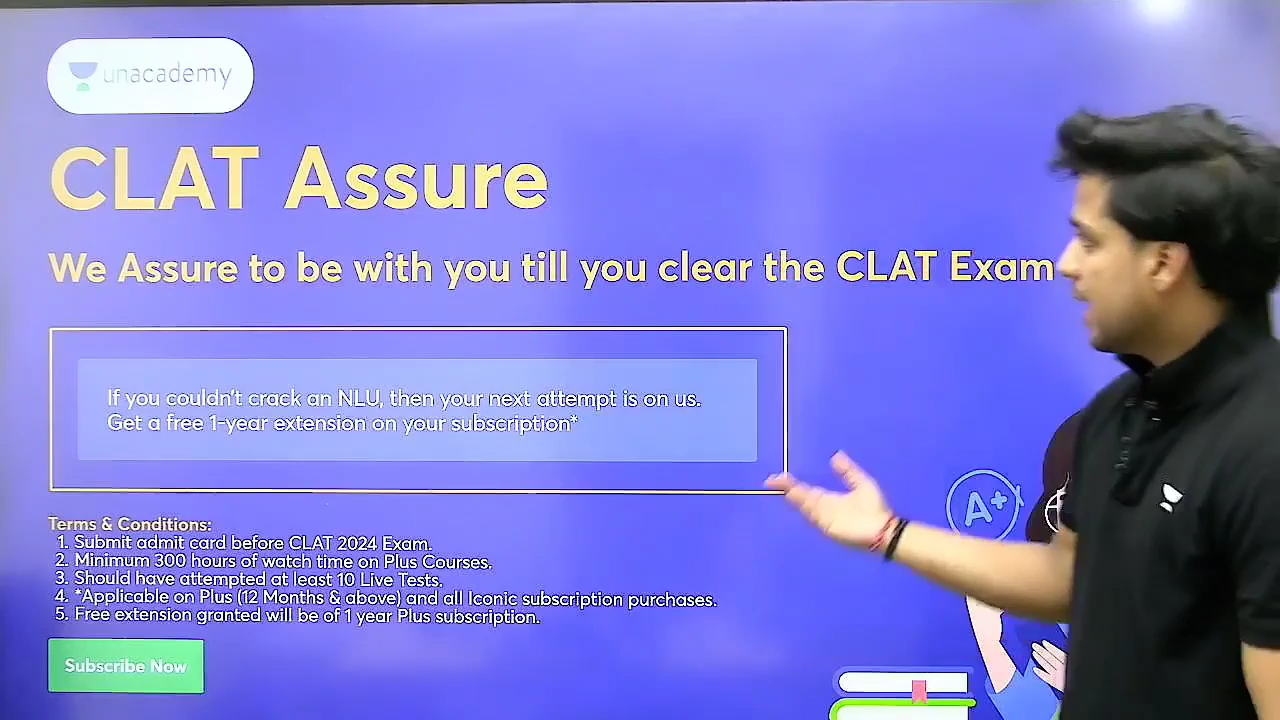 unacademy
CLAT Assure
We Assure to be with you till you clear the CLAT Exam
If you couldn't crack an NLU, then your next attempt is on us.
Get a free 1-year extension on your subscription*
Terms & Conditions:
1. Submit admit card before CLAT 2024 Exam.
2. Minimum 300 hours of watch time on Plus Courses.
3. Should have attempted at least 10 Live Tests.
4. *Applicable on Plus (12 Months & above) and all Iconic subscription purchases.
5. Free extension granted will be of 1 year Plus subscription.
A+
Subscribe Now